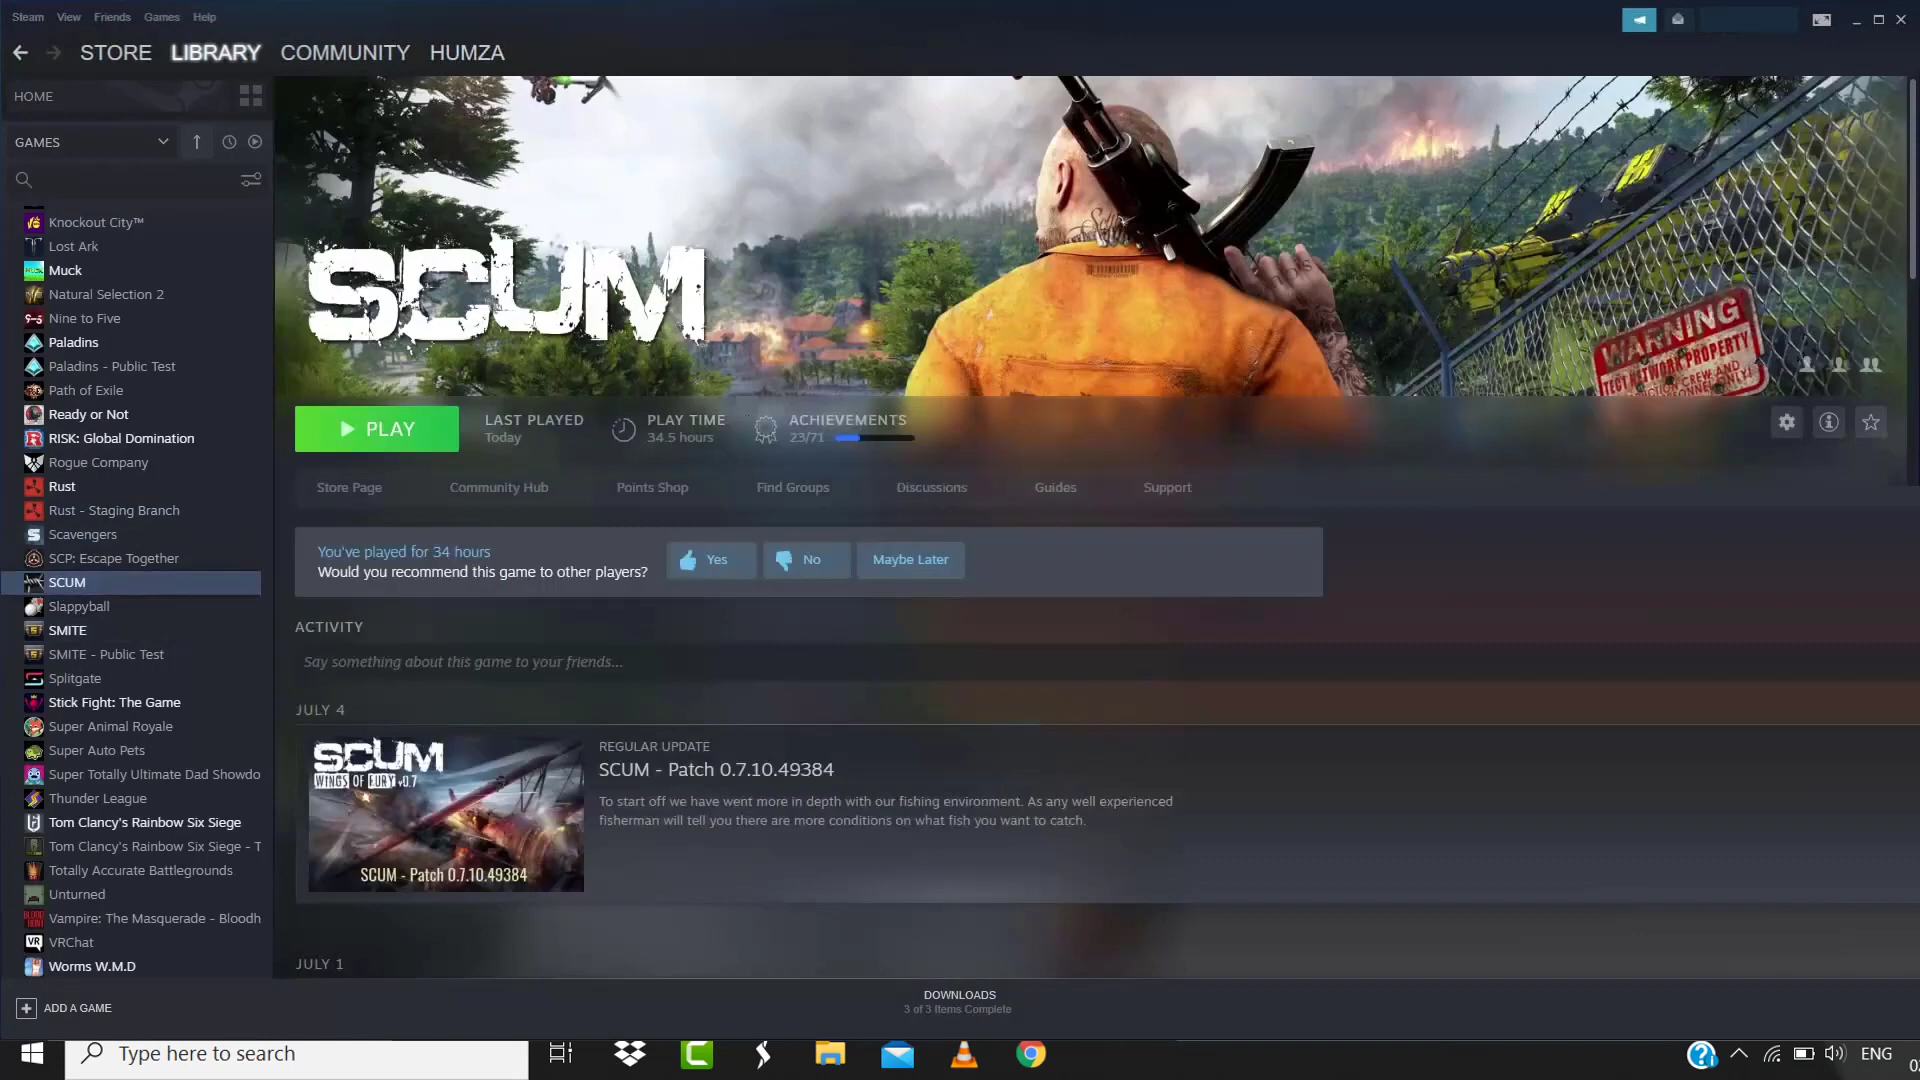 Steam View Friends Games Help
STORE LIBRARY COMMUNITY HUMZA
HOME
GAMES
Knockout City™
Lost Ark
Muck
Natural Selection 2
Nine to Five
Paladins
Paladins - Public Test
Path of Exile
Ready or Not
RISK: Global Domination
Rogue Company
Rust
Rust - Staging Branch
Scavengers
SCP: Escape Together
SCUM
Slappyball
SMITE
SMITE - Public Test
Splitgate
Stick Fight: The Game
Super Animal Royale
Super Auto Pets
Super Totally Ultimate Dad Showdo
Thunder League
Tom Clancy's Rainbow Six Siege
Tom Clancy's Rainbow Six Siege - T
Totally Accurate Battlegrounds
Unturned
Vampire: The Masquerade - Bloodh
VRChat
Worms W.M.D
ADD A GAME
SCUM
WARNING
PLAY
LAST PLAYED
Today
PLAY TIME
34.5 hours
ACHIEVEMENTS
23/71
Store Page Community Hub Points Shop Find Groups Discussions Guides Support
You've played for 34 hours
Would you recommend this game to other players?
Yes No Maybe Later
ACTIVITY
Say something about this game to your friends...
JULY 4
SCUM
WINGS OF FURY v0.7
SCUM - Patch 0.7.10.49384
REGULAR UPDATE
SCUM - Patch 0.7.10.49384
To start off we have went more in depth with our fishing environment. As any well experienced
fisherman will tell you there are more conditions on what fish you want to catch.
JULY 1
DOWNLOADS
3 of 3 Items Complete
Type here to search
ENG